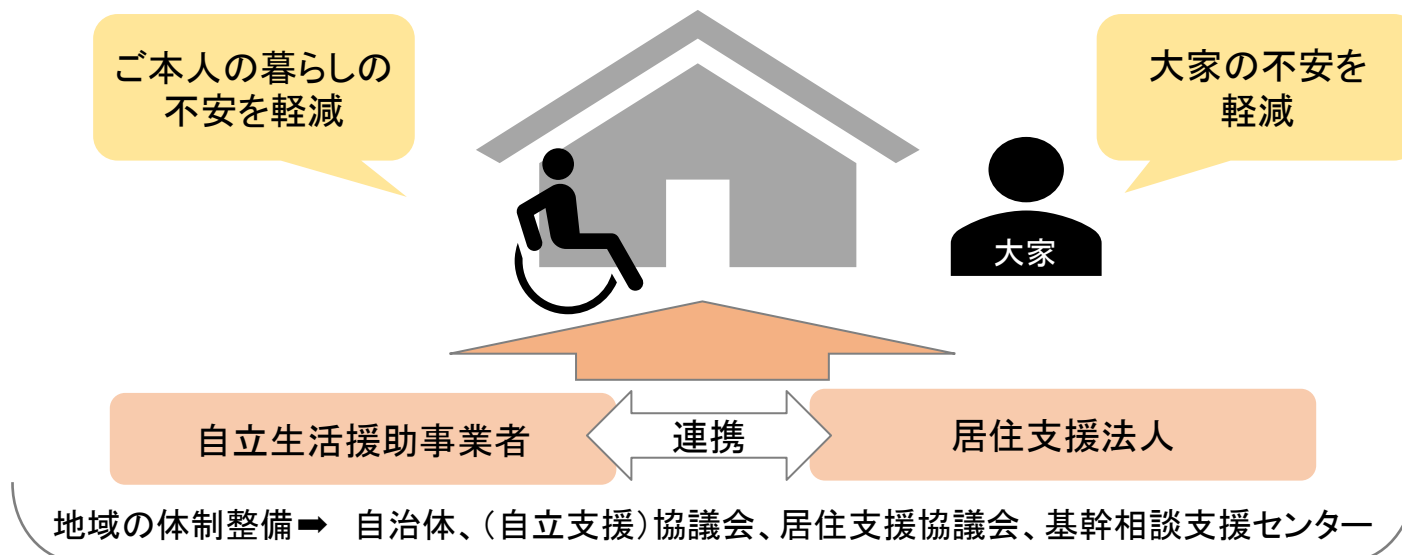 ご本人の暮らしの
不安を軽減
大家の不安を
軽減
大家
自立生活援助事業者
連携
居住支援法人
地域の体制整備➡ 自治体、（自立支援）協議会、居住支援協議会、基幹相談支援センター